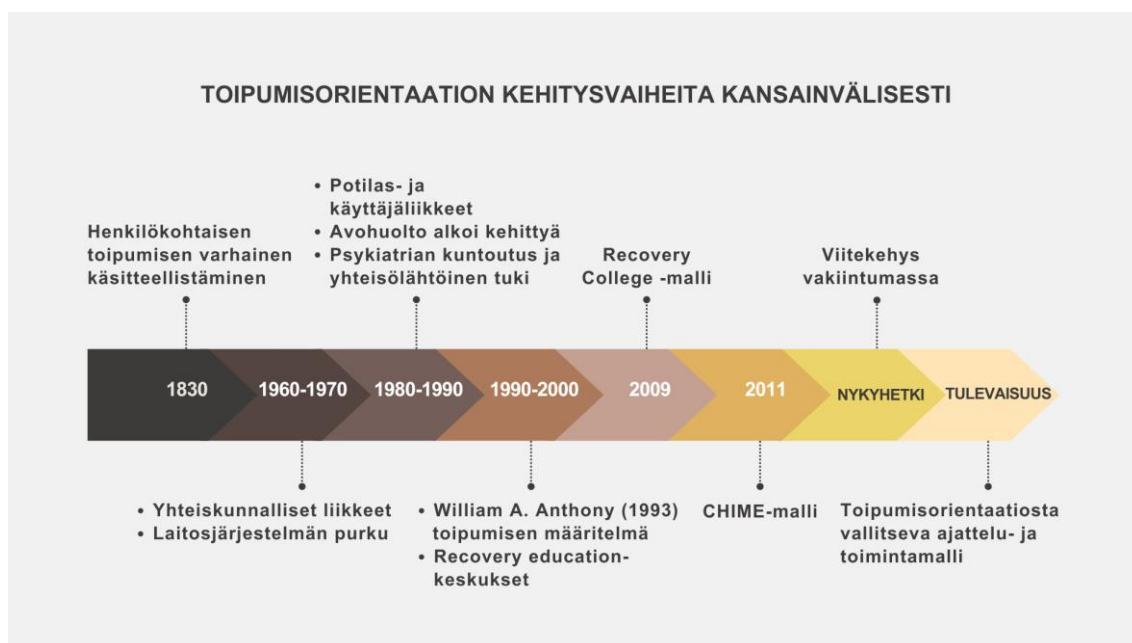 TOIPUMISORIENTAATION KEHITYSVAIHEITA KANSAINVÄLISESTI
Henkilökohtaisen
toipumisen varhainen
käsitteellistäminen
• Potilas- ja
käyttäjäliikkeet
• Avohuolto alkoi kehittyä
• Psykiatrian kuntoutus ja
yhteisölähtöinen tuki
Recovery
College -malli
Viitekehys
vakiintumassa
1830
1960-1970
1980-1990
1990-2000
2009
2011
NYKYHETKI
TULEVAISUUS
• Yhteiskunnalliset liikkeet
• Laitosjärjestelmän purku
• William A. Anthony (1993)
toipumisen määritelmä
• Recovery education-
keskukset
CHIME-malli
Toipumisorientaatiosta
vallitseva ajattelu- ja
toimintamalli